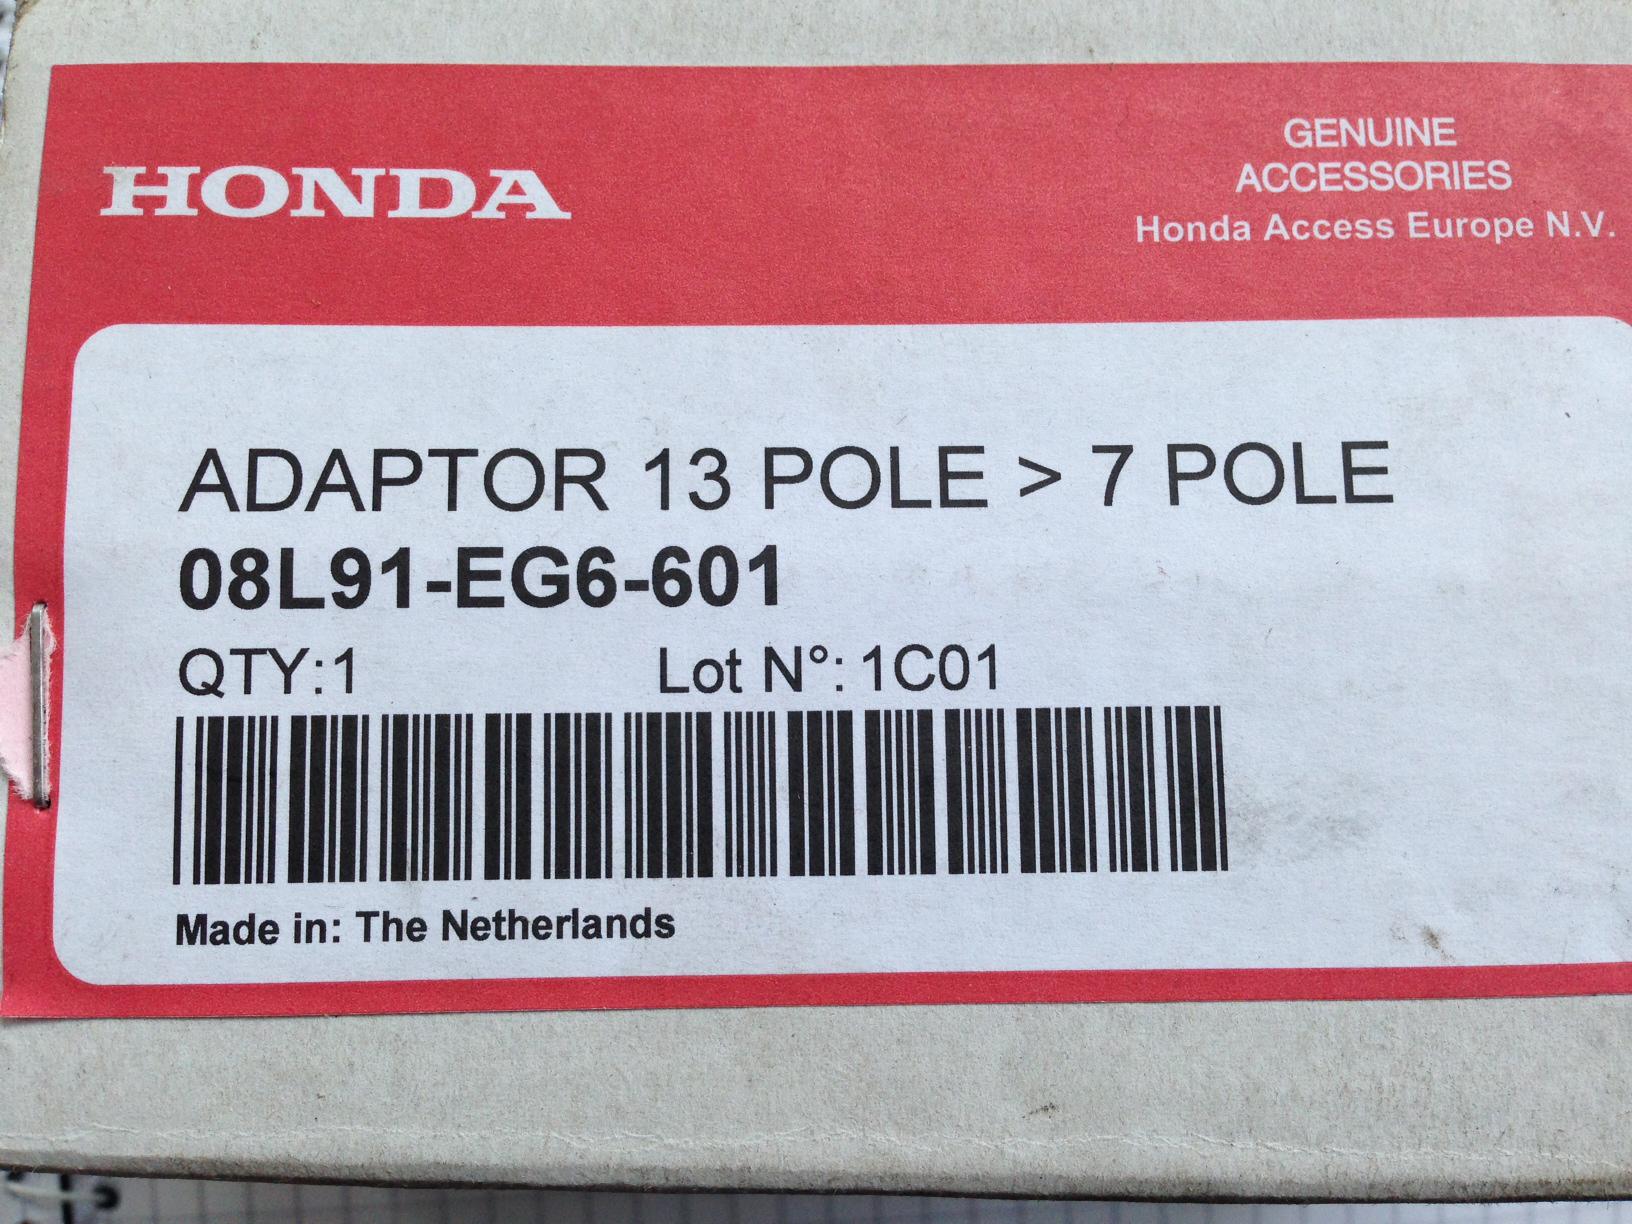 HONDA
GENUINE
ACCESSORIES
Honda Access Europe N.V.
ADAPTOR 13 POLE > 7 POLE
08L91-EG6-601
QTY:1 Lot N°: 1C01
Made in: The Netherlands